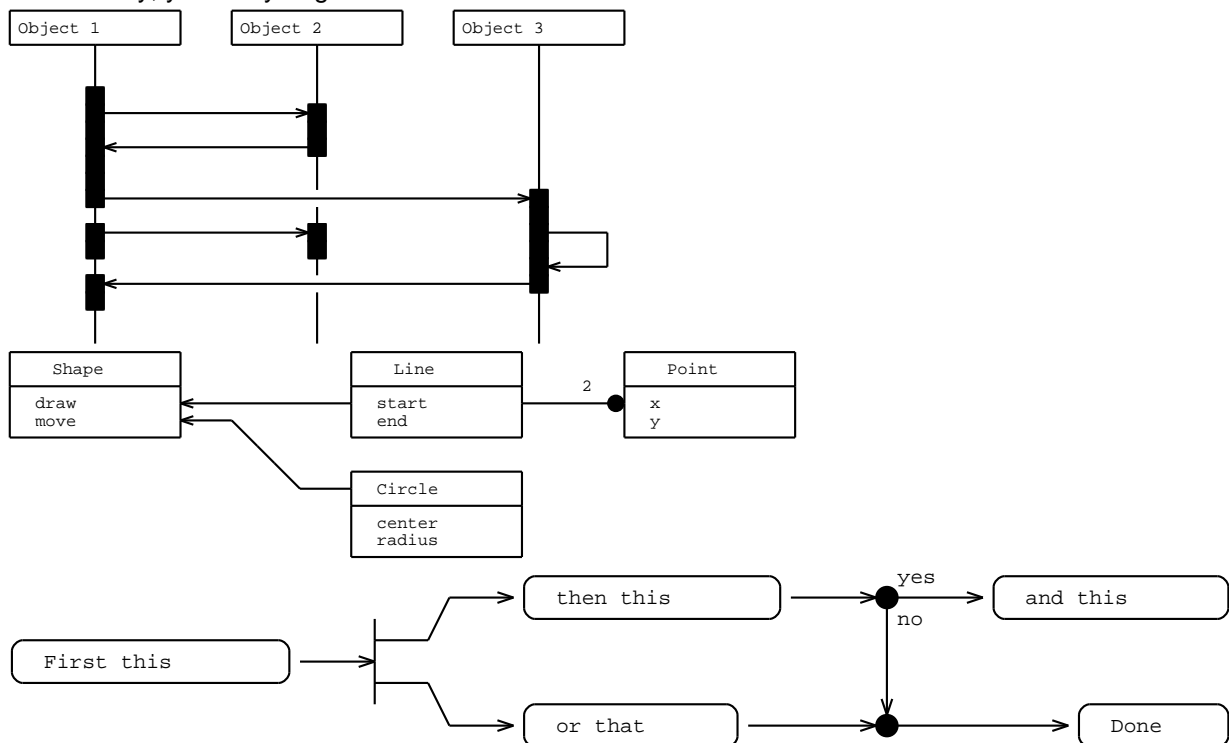 Object 1
Object 2
Object 3
Shape
draw
move
Line
start
end
2
Point
x
y
Circle
center
radius
First this
then this
yes
no
and this
or that
Done